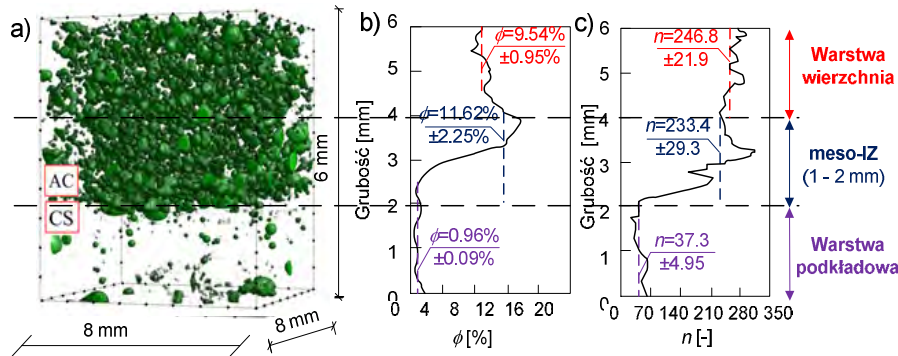 a)
AC
CS
6 mm
8 mm
8 mm
b)
Grubość [mm]
6
5
4
3
2
1
0
4
8
12
16
20
ϕ [%]
ϕ=9.54%
±0.95%
ϕ=11.62%
±2.25%
ϕ=0.96%
±0.09%
c)
Grubość [mm]
6
5
4
3
2
1
0
70
140
210
280
350
n [-]
n=246.8
±21.9
n=233.4
±29.3
n=37.3
±4.95
Warstwa
wierzchnia
meso-IZ
(1 - 2 mm)
Warstwa
podkładowa